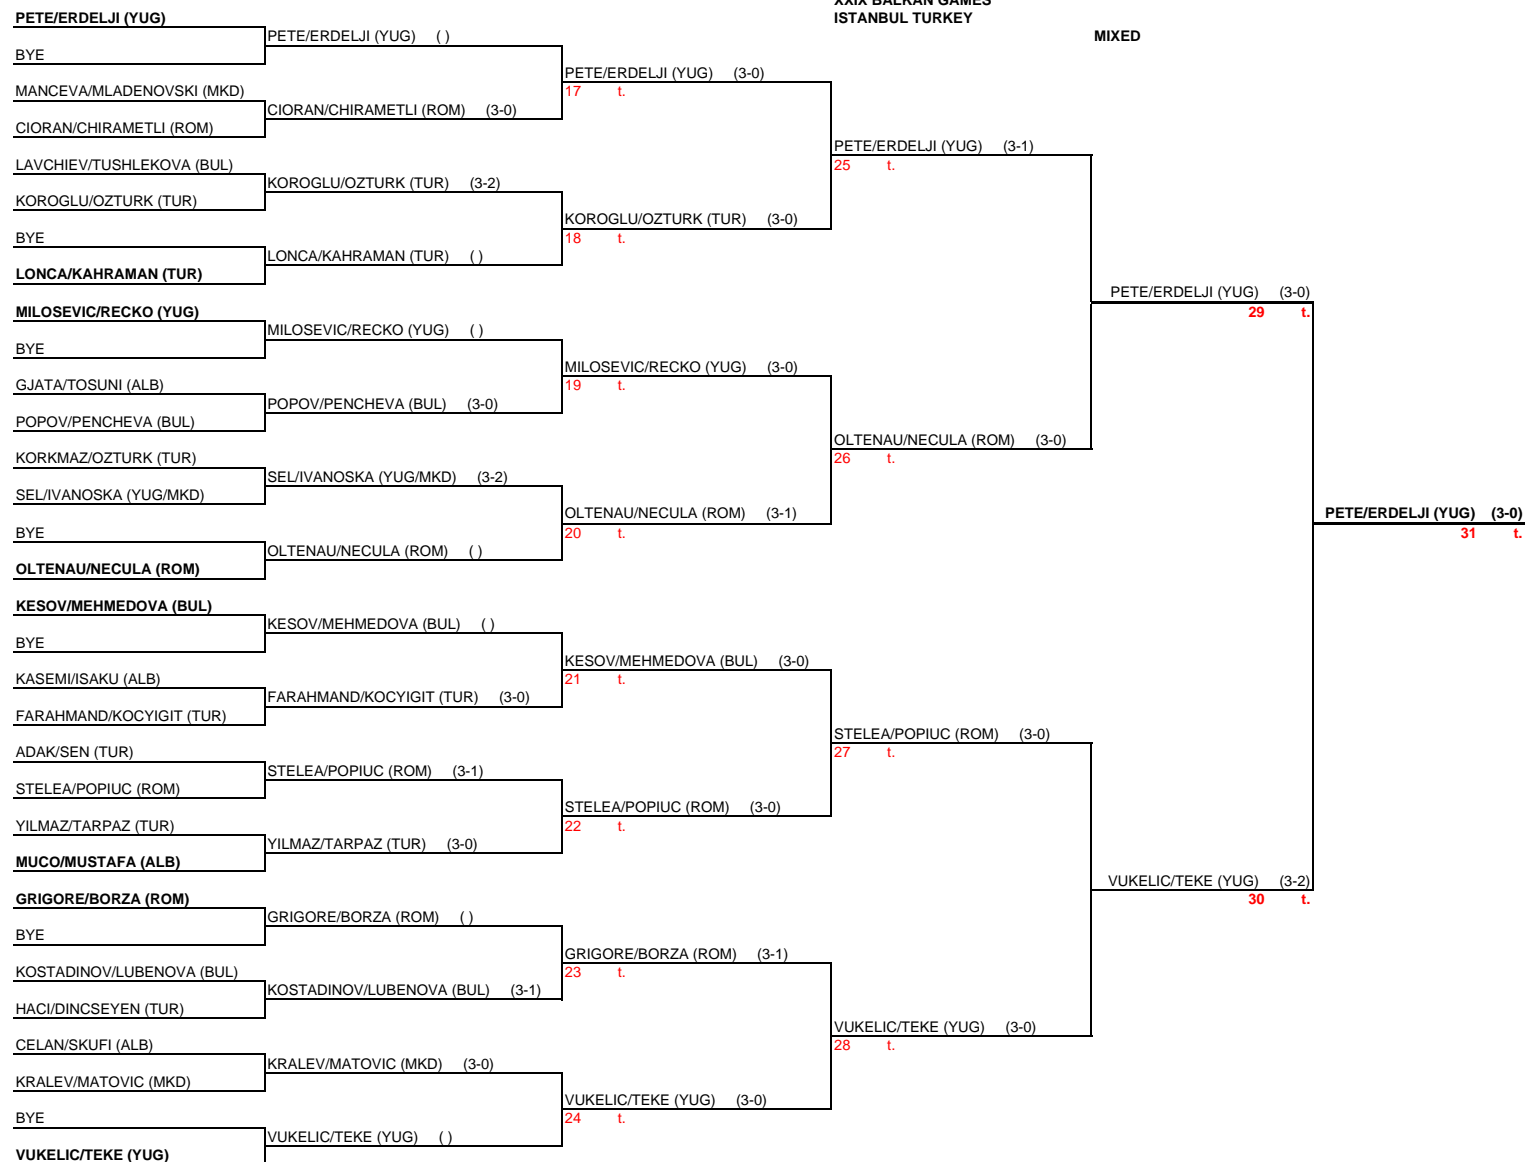 XXIX BALKAN GAMES
PETE/ERDELJI (YUG)
ISTANBUL TURKEY
PETE/ERDELJI (YUG) ( )
MIXED
BYE
PETE/ERDELJI (YUG) (3-0)
MANCEVA/MLADENOVSKI (MKD)
17 t.
CIORAN/CHIRAMETLI (ROM) (3-0)
CIORAN/CHIRAMETLI (ROM)
PETE/ERDELJI (YUG) (3-1)
LAVCHIEV/TUSHLEKOVA (BUL)
25 t.
KOROGLU/OZTURK (TUR) (3-2)
KOROGLU/OZTURK (TUR)
KOROGLU/OZTURK (TUR) (3-0)
BYE
18 t.
LONCA/KAHRAMAN (TUR) ( )
LONCA/KAHRAMAN (TUR)
PETE/ERDELJI (YUG) (3-0)
MILOSEVIC/RECKO (YUG)
29 t.
MILOSEVIC/RECKO (YUG) ( )
BYE
MILOSEVIC/RECKO (YUG) (3-0)
GJATA/TOSUNI (ALB)
19 t.
POPOV/PENCHEVA (BUL) (3-0)
POPOV/PENCHEVA (BUL)
OLTENAU/NECULA (ROM) (3-0)
KORKMAZ/OZTURK (TUR)
26 t.
SEL/IVANOSKA (YUG/MKD) (3-2)
SEL/IVANOSKA (YUG/MKD)
OLTENAU/NECULA (ROM) (3-1)
PETE/ERDELJI (YUG) (3-0)
BYE
20 t.
31 t.
OLTENAU/NECULA (ROM) ( )
OLTENAU/NECULA (ROM)
KESOV/MEHMEDOVA (BUL)
KESOV/MEHMEDOVA (BUL) ( )
BYE
KESOV/MEHMEDOVA (BUL) (3-0)
KASEMI/ISAKU (ALB)
21 t.
FARAHMAND/KOCYIGIT (TUR) (3-0)
FARAHMAND/KOCYIGIT (TUR)
STELEA/POPIUC (ROM) (3-0)
ADAK/SEN (TUR)
27 t.
STELEA/POPIUC (ROM) (3-1)
STELEA/POPIUC (ROM)
STELEA/POPIUC (ROM) (3-0)
YILMAZ/TARPAZ (TUR)
22 t.
YILMAZ/TARPAZ (TUR) (3-0)
MUCO/MUSTAFA (ALB)
VUKELIC/TEKE (YUG) (3-2)
GRIGORE/BORZA (ROM)
30 t.
GRIGORE/BORZA (ROM) ( )
BYE
GRIGORE/BORZA (ROM) (3-1)
KOSTADINOV/LUBENOVA (BUL)
23 t.
KOSTADINOV/LUBENOVA (BUL) (3-1)
HACI/DINCSEYEN (TUR)
VUKELIC/TEKE (YUG) (3-0)
CELAN/SKUFI (ALB)
28 t.
KRALEV/MATOVIC (MKD) (3-0)
KRALEV/MATOVIC (MKD)
VUKELIC/TEKE (YUG) (3-0)
BYE
24 t.
VUKELIC/TEKE (YUG) ( )
VUKELIC/TEKE (YUG)